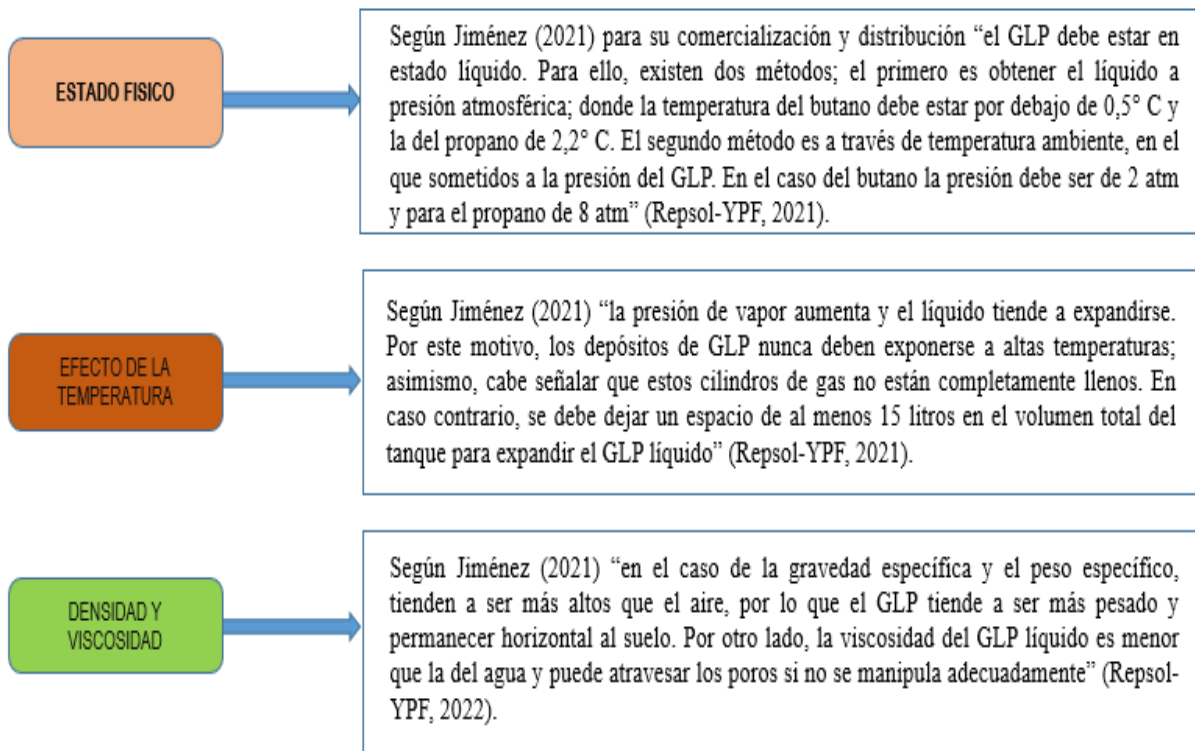 ESTADO FISICO
Según Jiménez (2021) para su comercialización y distribución “el GLP debe estar en
estado líquido. Para ello, existen dos métodos; el primero es obtener el líquido a
presión atmosférica; donde la temperatura del butano debe estar por debajo de 0,5° C y
la del propano de 2,2° C. El segundo método es a través de temperatura ambiente, en el
que sometidos a la presión del GLP. En el caso del butano la presión debe ser de 2 atm
y para el propano de 8 atm” (Repsol-YPF, 2021).
EFECTO DE LA
TEMPERATURA
Según Jiménez (2021) “la presión de vapor aumenta y el líquido tiende a expandirse.
Por este motivo, los depósitos de GLP nunca deben exponerse a altas temperaturas;
asimismo, cabe señalar que estos cilindros de gas no están completamente llenos. En
caso contrario, se debe dejar un espacio de al menos 15 litros en el volumen total del
tanque para expandir el GLP líquido” (Repsol-YPF, 2021).
DENSIDAD Y
VISCOSIDAD
Según Jiménez (2021) “en el caso de la gravedad específica y el peso específico,
tienden a ser más altos que el aire, por lo que el GLP tiende a ser más pesado y
permanecer horizontal al suelo. Por otro lado, la viscosidad del GLP líquido es menor
que la del agua y puede atravesar los poros si no se manipula adecuadamente” (Repsol-
YPF, 2022).